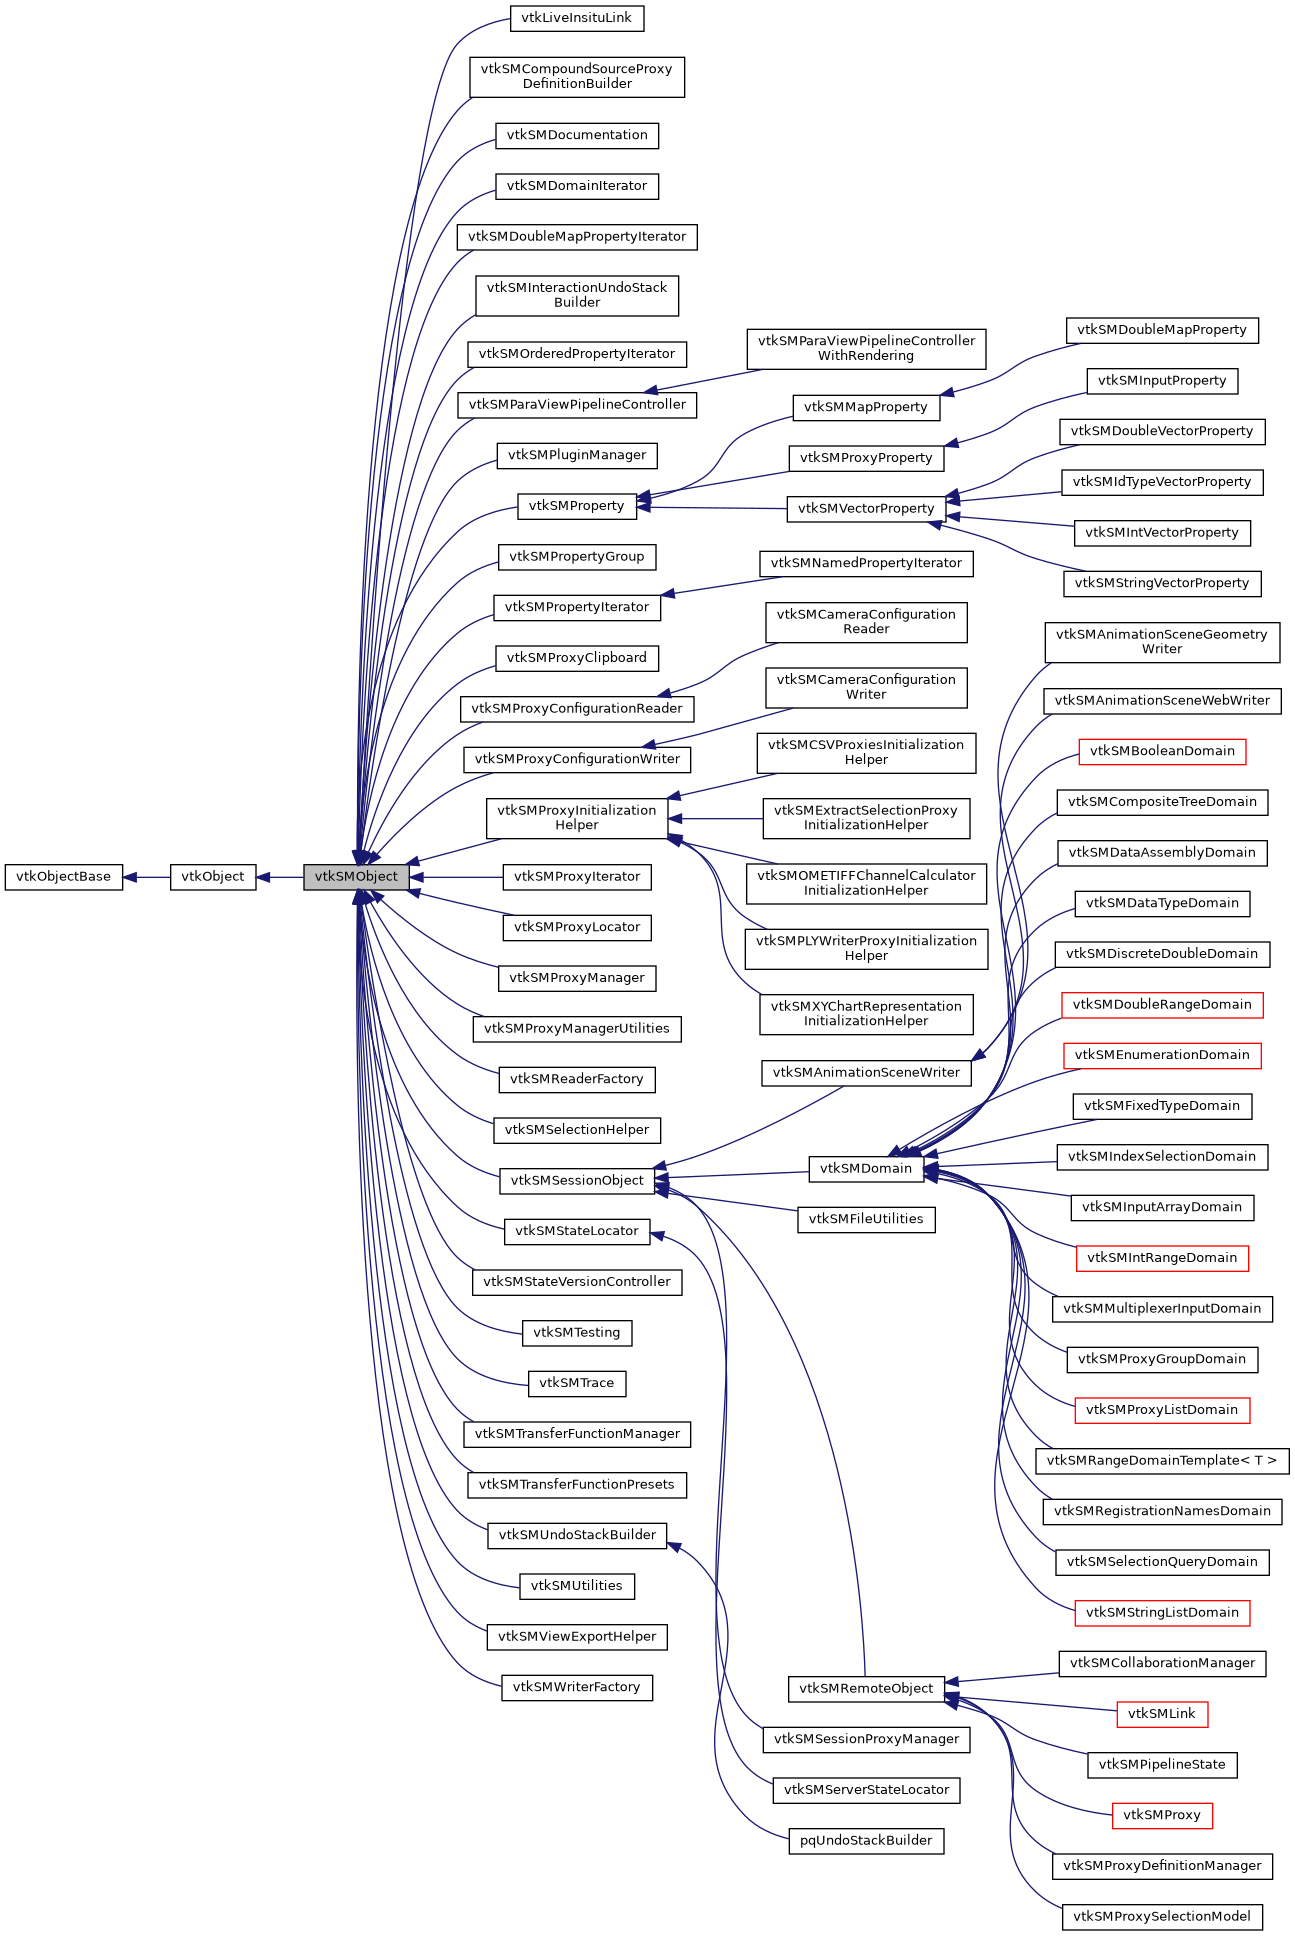 vtkLiveInsituLink
vtkSMCompoundSourceProxy
DefinitionBuilder
vtkSMDocumentation
vtkSMDomainIterator
vtkSMDoubleMapPropertyIterator
vtkSMInteractionUndoStack
Builder
vtkSMOrderedPropertyIterator
vtkSMParaViewPipelineController
vtkSMPluginManager
vtkSMProperty
vtkSMPropertyGroup
vtkSMPropertyIterator
vtkSMProxyClipboard
vtkSMProxyConfigurationReader
vtkSMProxyConfigurationWriter
vtkSMProxyInitialization
Helper
vtkObjectBase
vtkObject
vtkSMObject
vtkSMProxyIterator
vtkSMProxyLocator
vtkSMProxyManager
vtkSMProxyManagerUtilities
vtkSMReaderFactory
vtkSMSelectionHelper
vtkSMSessionObject
vtkSMStateLocator
vtkSMStateVersionController
vtkSMTesting
vtkSMTrace
vtkSMTransferFunctionManager
vtkSMTransferFunctionPresets
vtkSMUndoStackBuilder
vtkSMUtilities
vtkSMViewExportHelper
vtkSMWriterFactory
vtkSMParaViewPipelineController
WithRendering
vtkSMMapProperty
vtkSMProxyProperty
vtkSMVectorProperty
vtkSMNamedPropertyIterator
vtkSMCameraConfiguration
Reader
vtkSMCameraConfiguration
Writer
vtkSMCSVProxiesInitialization
Helper
vtkSMExtractSelectionProxy
InitializationHelper
vtkSMOMETIFFChannelCalculator
InitializationHelper
vtkSMPLYWriterProxyInitialization
Helper
vtkSMXYChartRepresentation
InitializationHelper
vtkSMAnimationSceneWriter
vtkSMDomain
vtkSMFileUtilities
vtkSMRemoteObject
vtkSMSessionProxyManager
vtkSMServerStateLocator
pqUndoStackBuilder
vtkSMDoubleMapProperty
vtkSMInputProperty
vtkSMDoubleVectorProperty
vtkSMIdTypeVectorProperty
vtkSMIntVectorProperty
vtkSMStringVectorProperty
vtkSMAnimationSceneGeometry
Writer
vtkSMAnimationSceneWebWriter
vtkSMBooleanDomain
vtkSMCompositeTreeDomain
vtkSMDataAssemblyDomain
vtkSMDataTypeDomain
vtkSMDiscreteDoubleDomain
vtkSMDoubleRangeDomain
vtkSMEnumerationDomain
vtkSMFixedTypeDomain
vtkSMIndexSelectionDomain
vtkSMInputArrayDomain
vtkSMIntRangeDomain
vtkSMMultiplexerInputDomain
vtkSMProxyGroupDomain
vtkSMProxyListDomain
vtkSMRangeDomainTemplate< T >
vtkSMRegistrationNamesDomain
vtkSMSelectionQueryDomain
vtkSMStringListDomain
vtkSMCollaborationManager
vtkSMLink
vtkSMPipelineState
vtkSMProxy
vtkSMProxyDefinitionManager
vtkSMProxySelectionModel